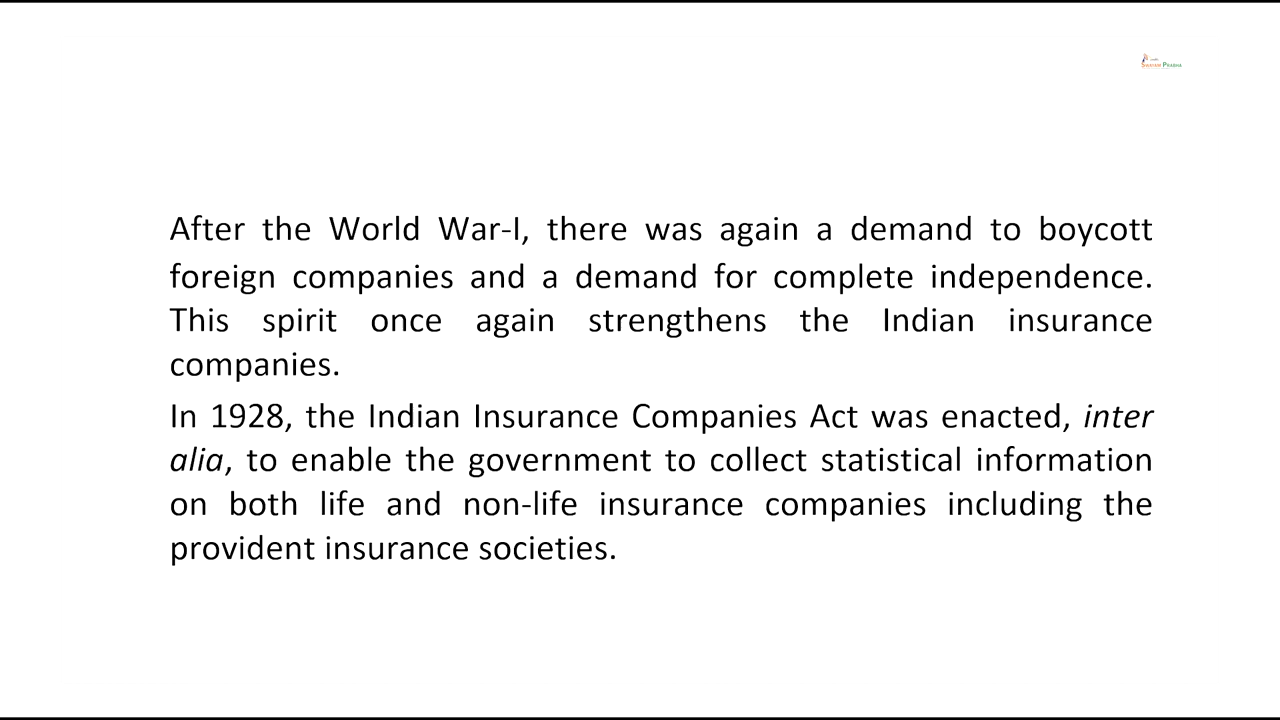 SWAYAM PRABHA
After the World War-I, there was again a demand to boycott
foreign companies and a demand for complete independence.
This spirit once again strengthens the Indian insurance
companies.
In 1928, the Indian Insurance Companies Act was enacted, inter
alia, to enable the government to collect statistical information
on both life and non-life insurance companies including the
provident insurance societies.